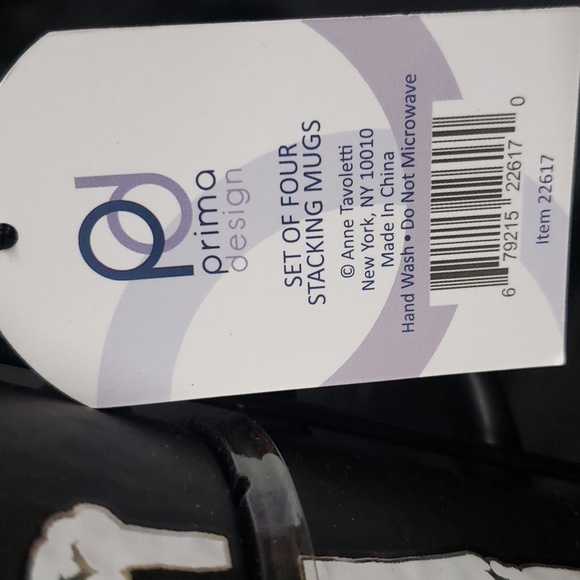 pd
prima
design
SET OF FOUR
STACKING MUGS
© Anne Tavoletti
New York, NY 10010
Made In China
Hand Wash • Do Not Microwave
6 79215 22617 0
Item 22617